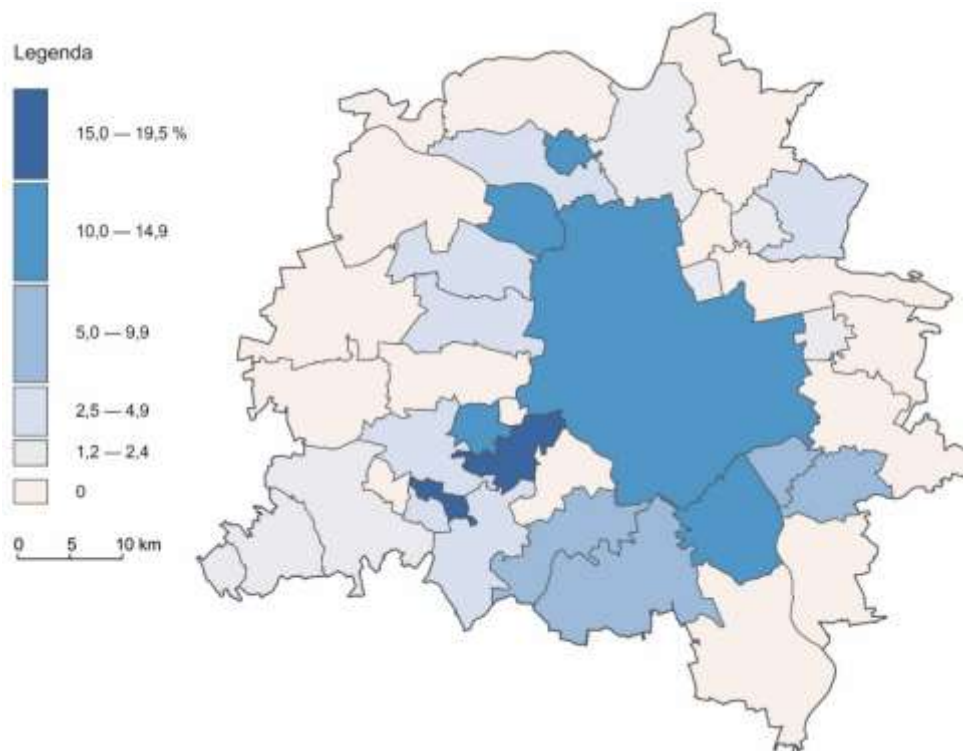 Legenda
15,0 — 19,5 %
10,0 — 14,9
5,0 — 9,9
2,5 — 4,9
1,2 — 2,4
0
0 5 10 km